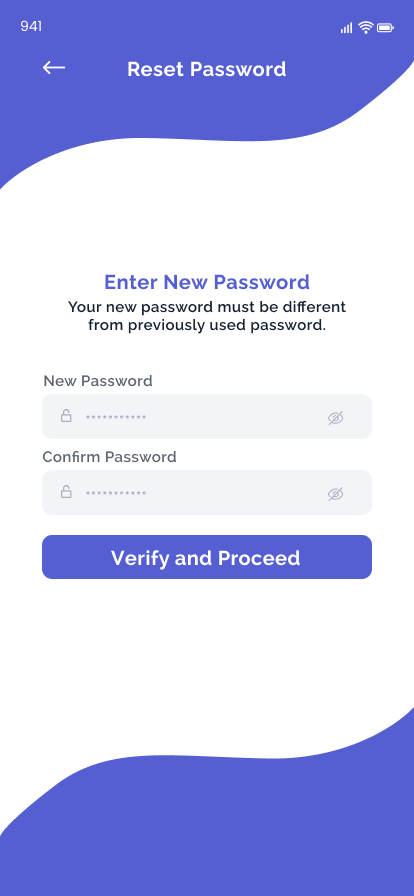 941
Reset Password
Enter New Password
Your new password must be different
from previously used password.
New Password
***********
Confirm Password
***********
Verify and Proceed